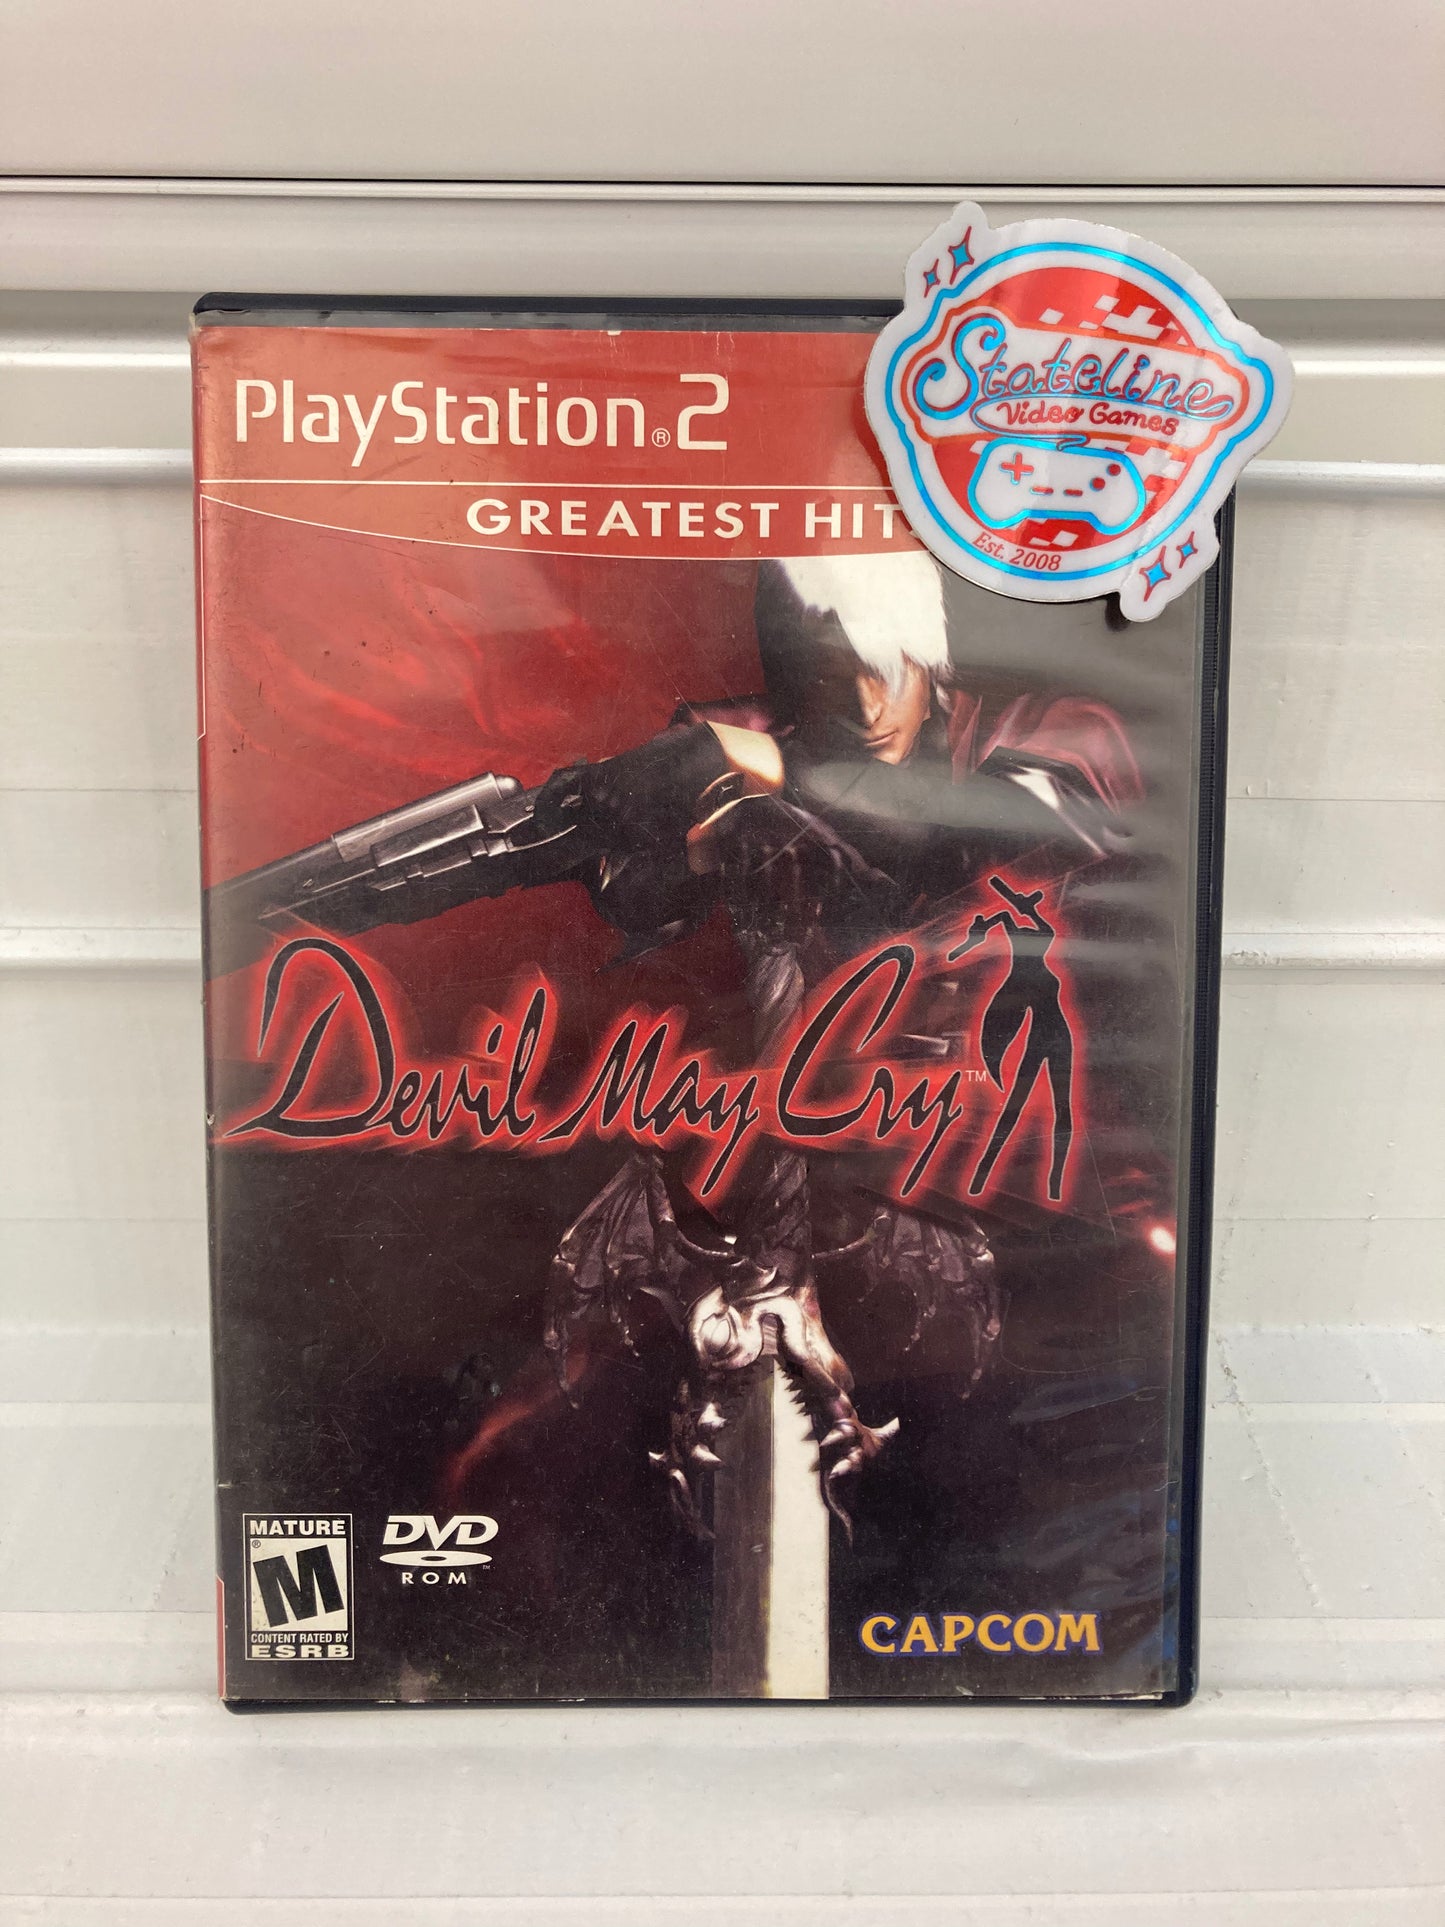 PlayStation®2
GREATEST HIT
Stateline
Video Games
Est. 2008
Devil May Cry™
MATURE
®
M
CONTENT RATED BY
ESRB
DVD™
ROM
CAPCOM